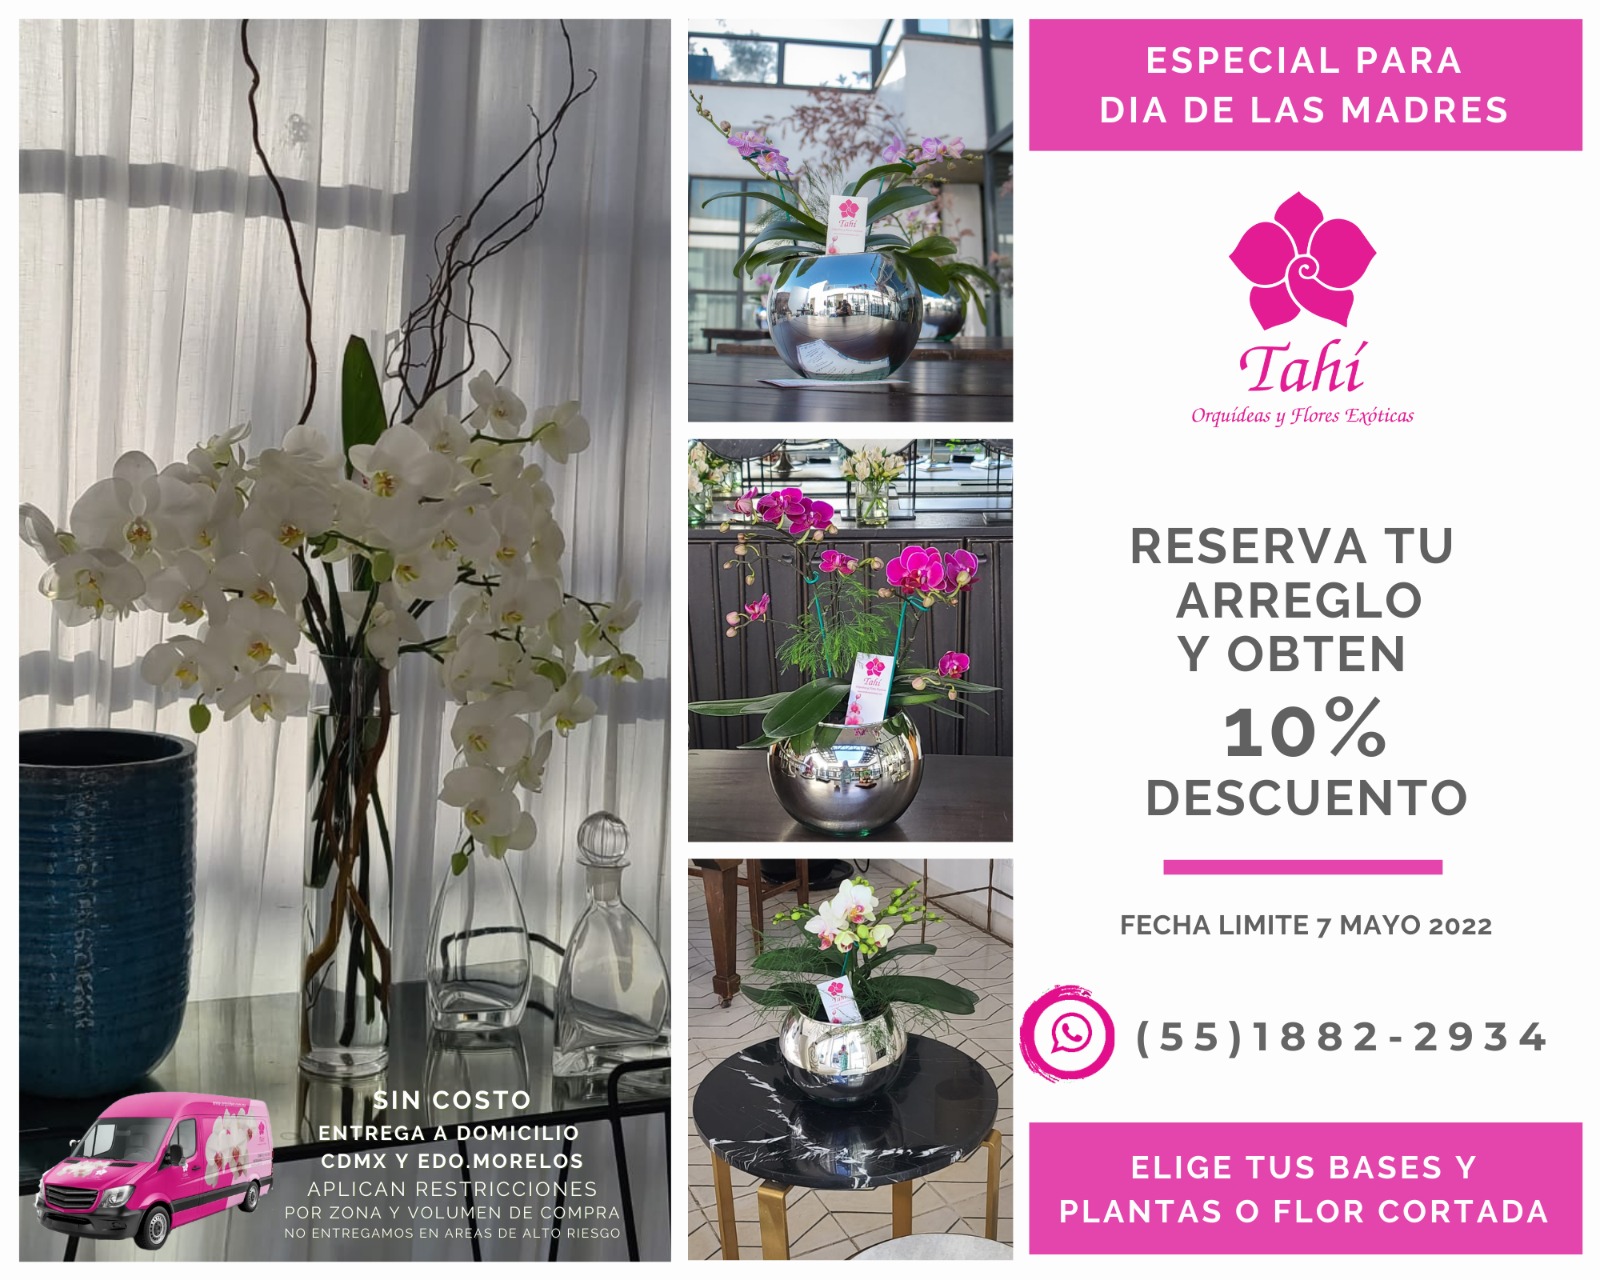 ESPECIAL PARA
DIA DE LAS MADRES
Tahí
Orquídeas y Flores Exóticas
RESERVA TU
ARREGLO
Y OBTEN
10%
DESCUENTO
FECHA LIMITE 7 MAYO 2022
(55)1882-2934
ELIGE TUS BASES Y
PLANTAS O FLOR CORTADA
SIN COSTO
ENTREGA A DOMICILIO
CDMX Y EDO.MORELOS
APLICAN RESTRICCIONES
POR ZONA Y VOLUMEN DE COMPRA
NO ENTREGAMOS EN AREAS DE ALTO RIESGO
Tahí
Tahí